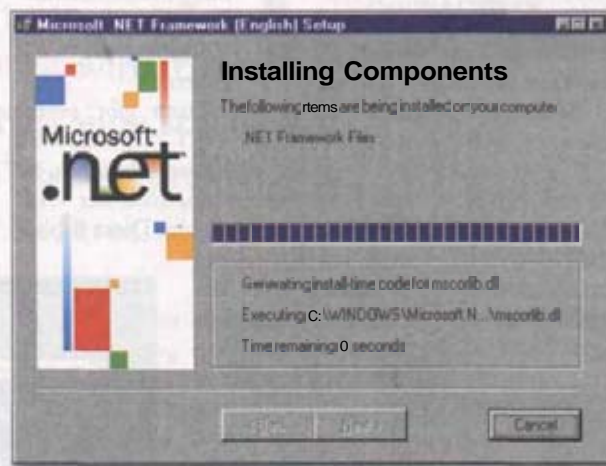 Microsoft .NET Framework (English) Setup
Installing Components
The following rtems are being installed on your computer
.NET Framework Files
Microsoft
.net
Generating install-time code for mscorlib.dll
Executing C:\WINDOWS\Microsoft.N...\mscorlib.dll
Time remaining: 0 seconds
Cancel